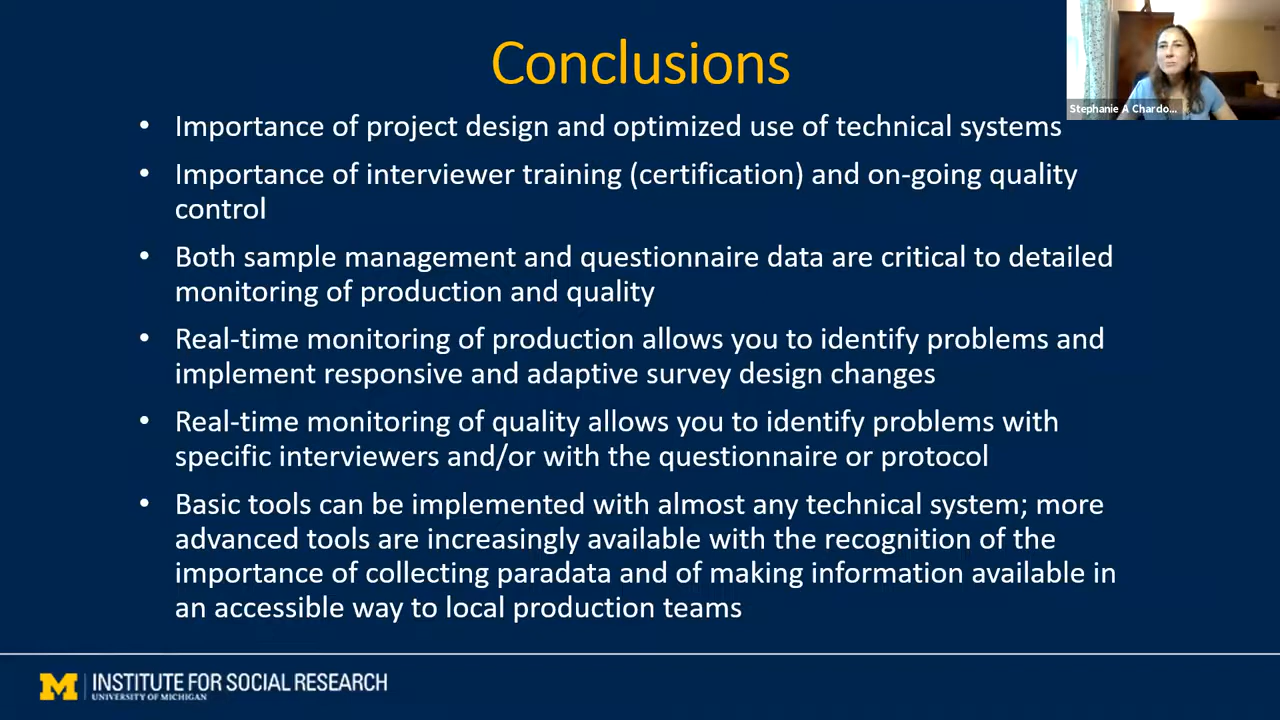 Conclusions
Stephanie A Chardo...
• Importance of project design and optimized use of technical systems
• Importance of interviewer training (certification) and on-going quality
control
• Both sample management and questionnaire data are critical to detailed
monitoring of production and quality
• Real-time monitoring of production allows you to identify problems and
implement responsive and adaptive survey design changes
• Real-time monitoring of quality allows you to identify problems with
specific interviewers and/or with the questionnaire or protocol
• Basic tools can be implemented with almost any technical system; more
advanced tools are increasingly available with the recognition of the
importance of collecting paradata and of making information available in
an accessible way to local production teams
M INSTITUTE FOR SOCIAL RESEARCH
UNIVERSITY OF MICHIGAN